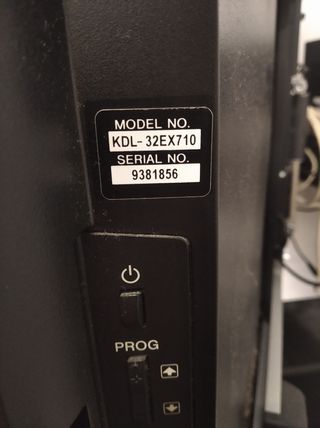 MODEL NO.
KDL-32EX710
SERIAL NO.
9381856
PROG